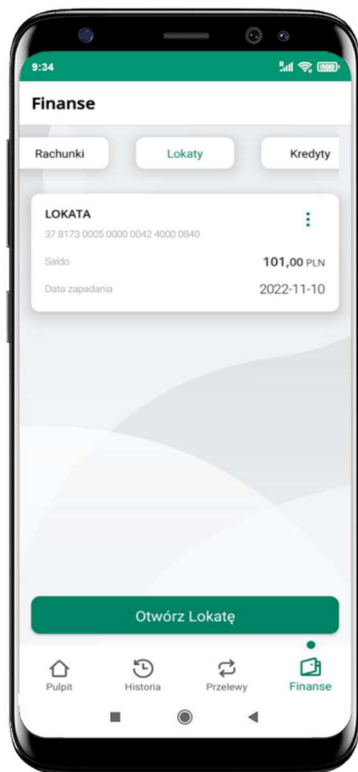 9:34
Finanse
Rachunki Lokaty Kredyty
LOKATA
37 8173 0005 0000 0042 4000 0840
Saldo 101,00 PLN
Data zapadania 2022-11-10
Otwórz Lokatę
Pulpit Historia Przelewy Finanse